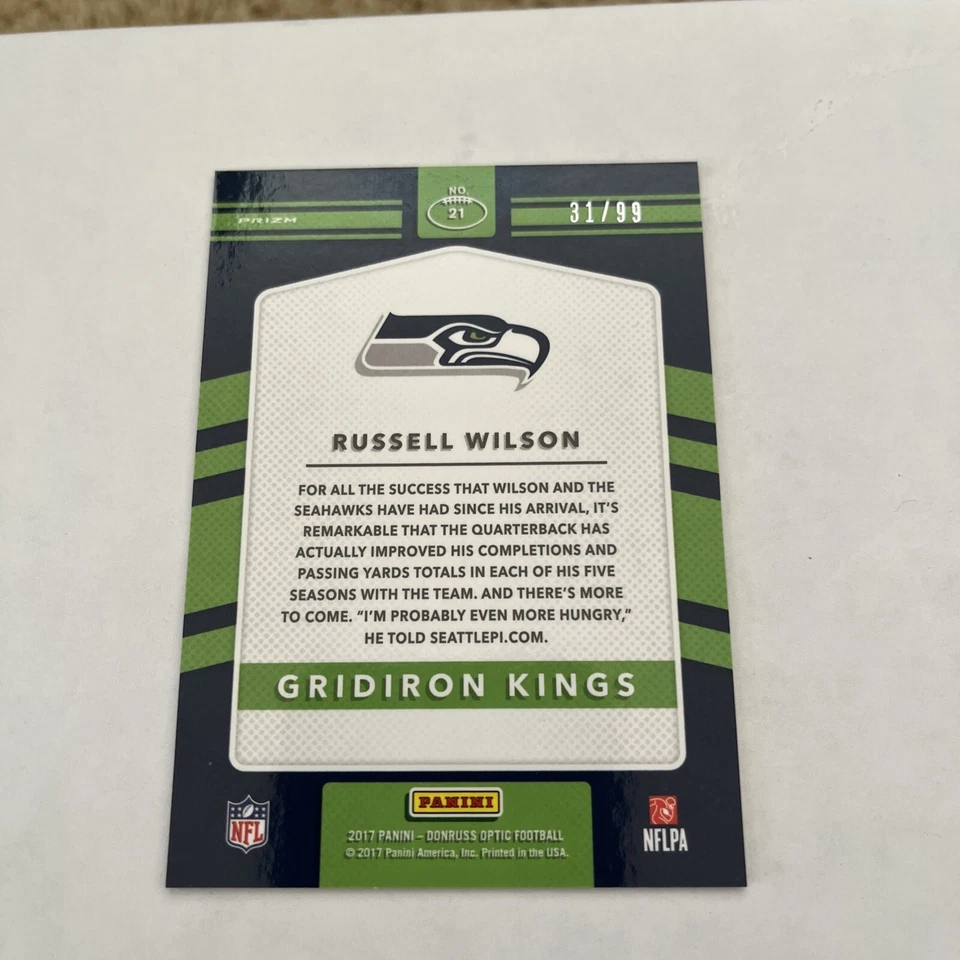 NO.
21
PRIZM
31/99
RUSSELL WILSON
FOR ALL THE SUCCESS THAT WILSON AND THE
SEAHAWKS HAVE HAD SINCE HIS ARRIVAL, IT'S
REMARKABLE THAT THE QUARTERBACK HAS
ACTUALLY IMPROVED HIS COMPLETIONS AND
PASSING YARDS TOTALS IN EACH OF HIS FIVE
SEASONS WITH THE TEAM. AND THERE'S MORE
TO COME. "I'M PROBABLY EVEN MORE HUNGRY,"
HE TOLD SEATTLEPI.COM.
GRIDIRON KINGS
PANINI
NFL
NFLPA
2017 PANINI – DONRUSS OPTIC FOOTBALL
© 2017 Panini America, Inc. Printed in the USA.